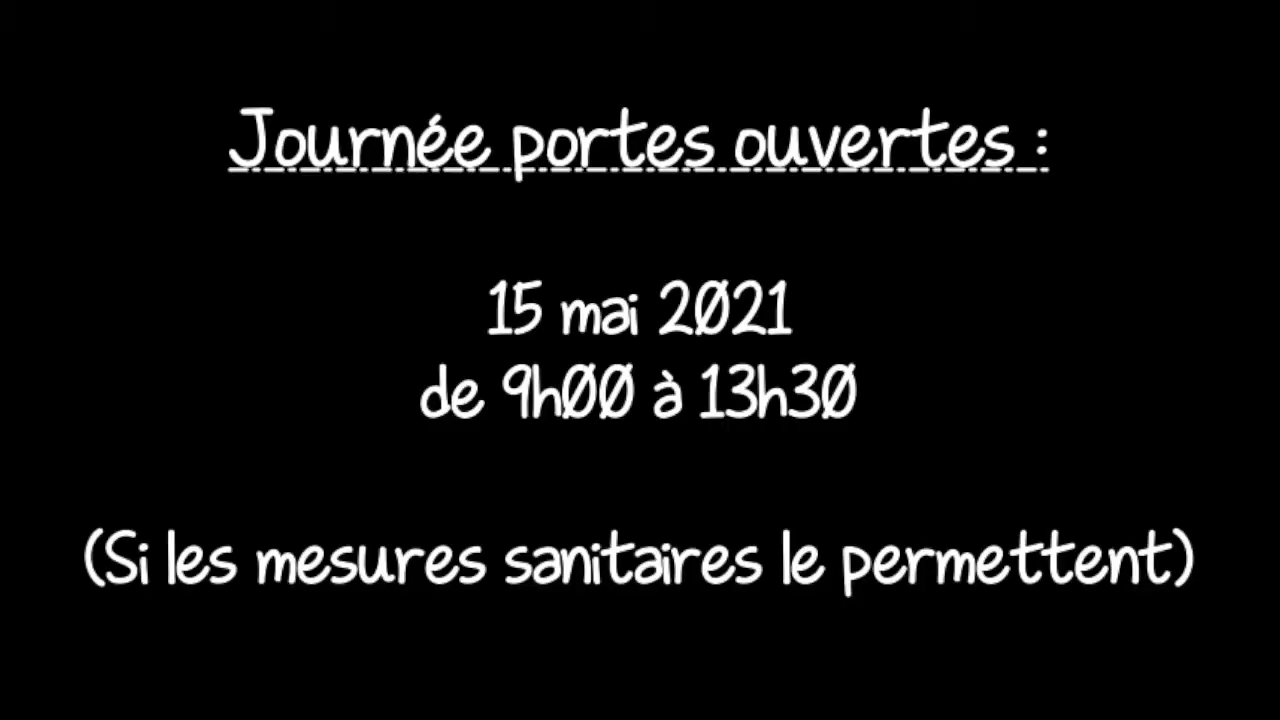 Journée portes ouvertes :
15 mai 2021
de 9h00 à 13h30
(Si les mesures sanitaires le permettent)